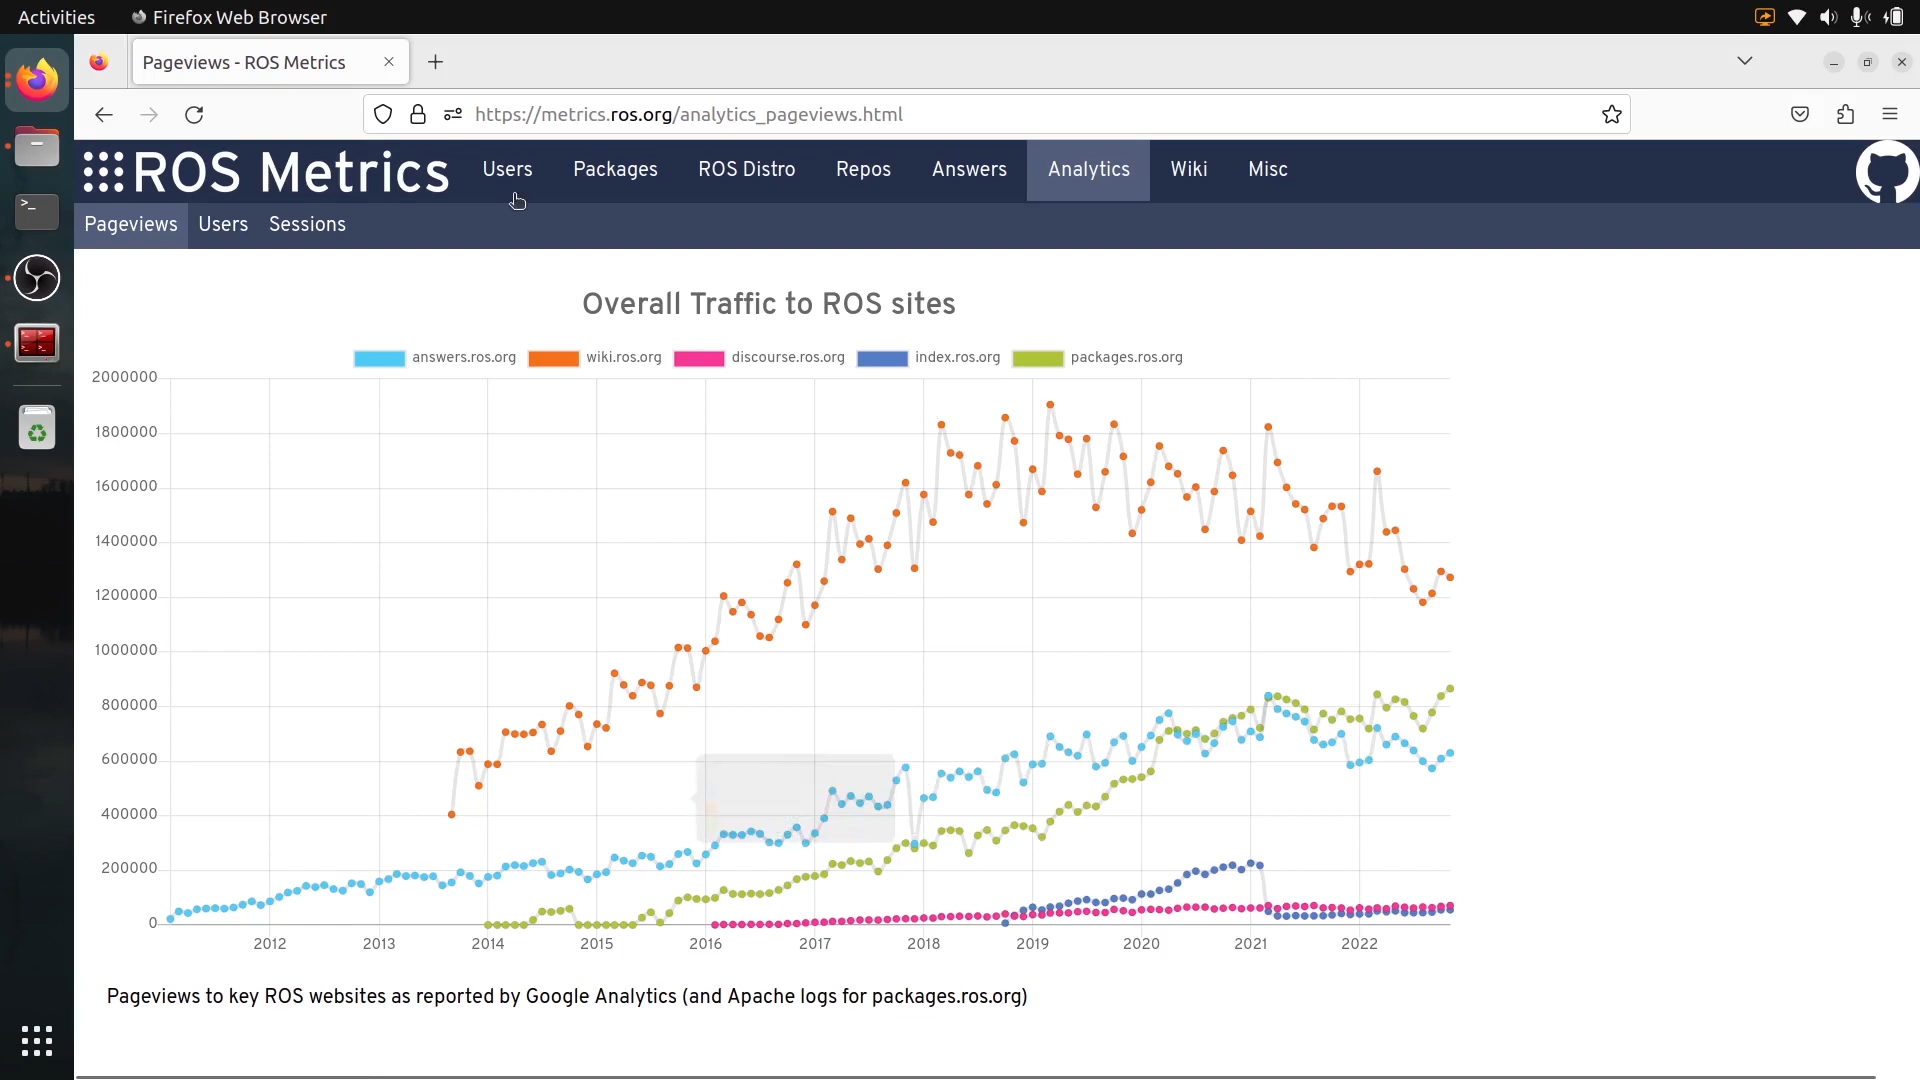 Activities Firefox Web Browser
Pageviews - ROS Metrics
https://metrics.ros.org/analytics_pageviews.html
ROS Metrics Users Packages ROS Distro Repos Answers Analytics Wiki Misc
Pageviews Users Sessions
Overall Traffic to ROS sites
answers.ros.org wiki.ros.org discourse.ros.org index.ros.org packages.ros.org
2000000
1800000
1600000
1400000
1200000
1000000
800000
600000
400000
200000
0
2012 2013 2014 2015 2016 2017 2018 2019 2020 2021 2022
Pageviews to key ROS websites as reported by Google Analytics (and Apache logs for packages.ros.org)